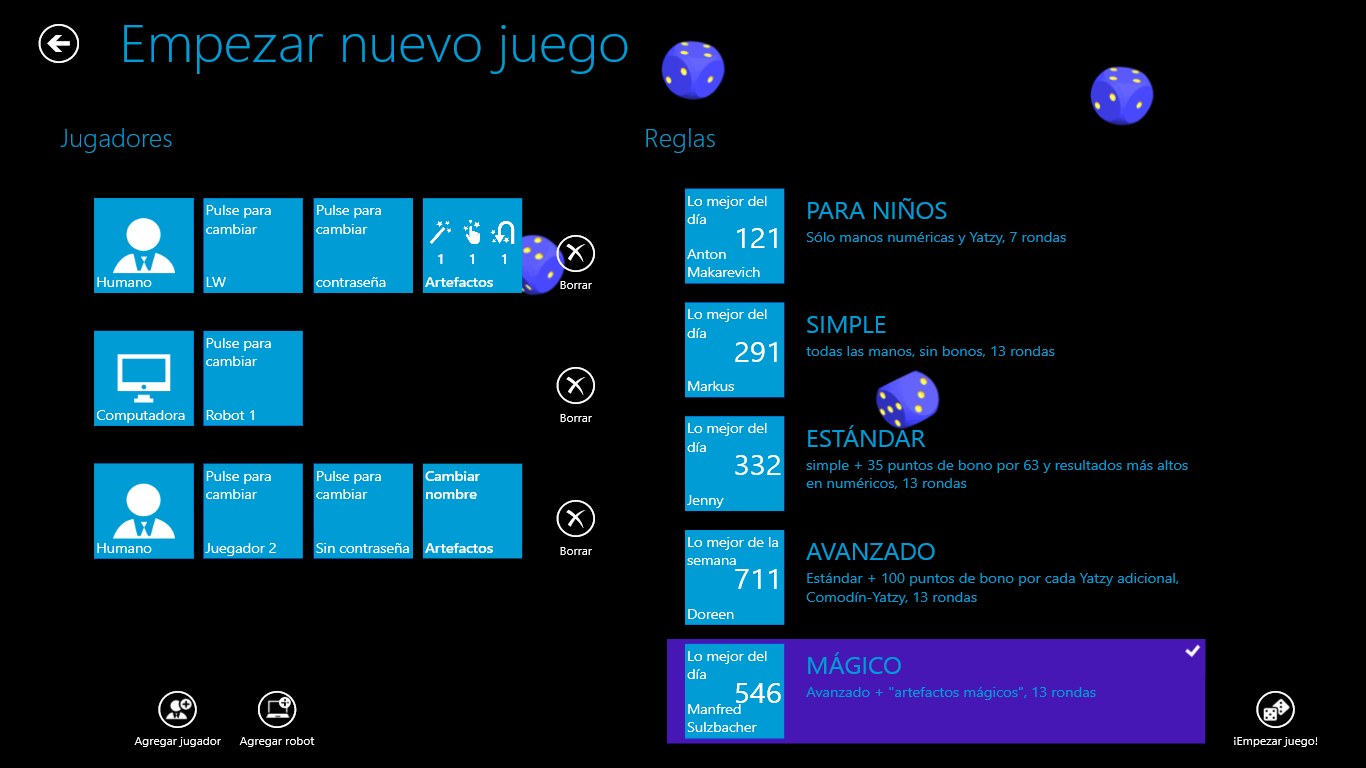 Empezar nuevo juego
Jugadores
Pulse para
cambiar
Humano
LW
Pulse para
cambiar
contraseña
1 1 1
Artefactos
Borrar
Pulse para
cambiar
Computadora
Robot 1
Borrar
Pulse para
cambiar
Humano
Juegador 2
Pulse para
cambiar
Sin contraseña
Cambiar
nombre
Artefactos
Borrar
Agregar jugador
Agregar robot
Reglas
Lo mejor del
día
121
Anton
Makarevich
PARA NIÑOS
Sólo manos numéricas y Yatzy, 7 rondas
Lo mejor del
día
291
Markus
SIMPLE
todas las manos, sin bonos, 13 rondas
Lo mejor del
día
332
Jenny
ESTÁNDAR
simple + 35 puntos de bono por 63 y resultados más altos
en numéricos, 13 rondas
Lo mejor de la
semana
711
Doreen
AVANZADO
Estándar + 100 puntos de bono por cada Yatzy adicional,
Comodín-Yatzy, 13 rondas
Lo mejor del
día
546
Manfred
Sulzbacher
MÁGICO
Avanzado + "artefactos mágicos", 13 rondas
¡Empezar juego!